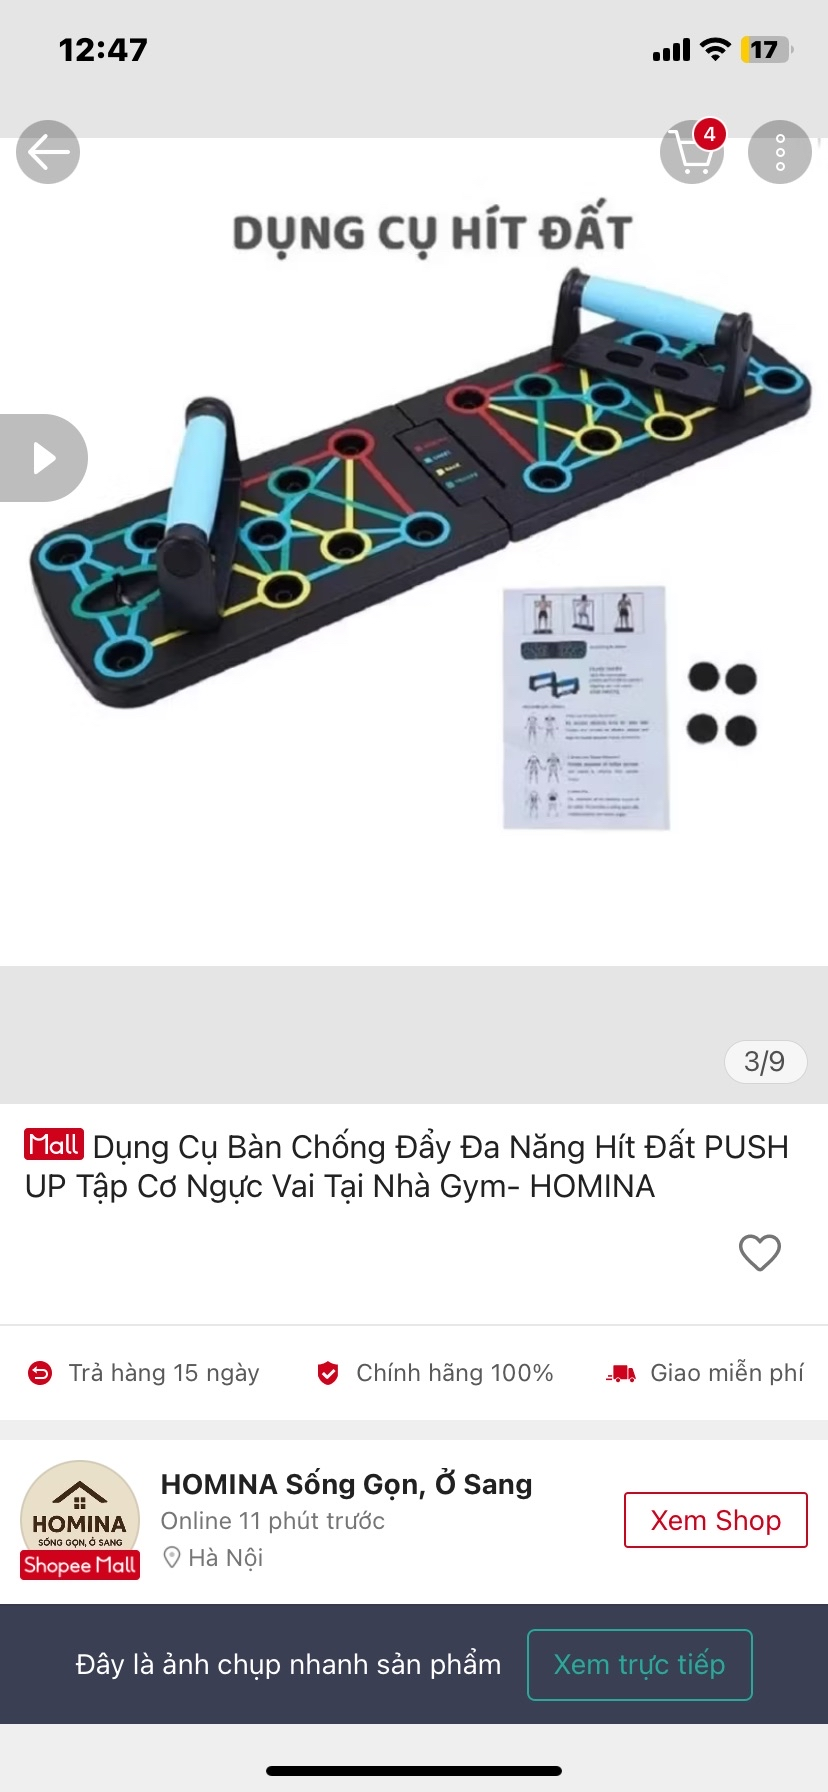 12:47
17
4
DỤNG CỤ HÍT ĐẤT
3/9
Mall Dụng Cụ Bàn Chống Đẩy Đa Năng Hít Đất PUSH
UP Tập Cơ Ngực Vai Tại Nhà Gym- HOMINA
Trả hàng 15 ngày
Chính hãng 100%
Giao miễn phí
HOMINA Sống Gọn, Ở Sang
Online 11 phút trước
Hà Nội
HOMINA
SỐNG GỌN, Ở SANG
Shopee Mall
Xem Shop
Đây là ảnh chụp nhanh sản phẩm
Xem trực tiếp